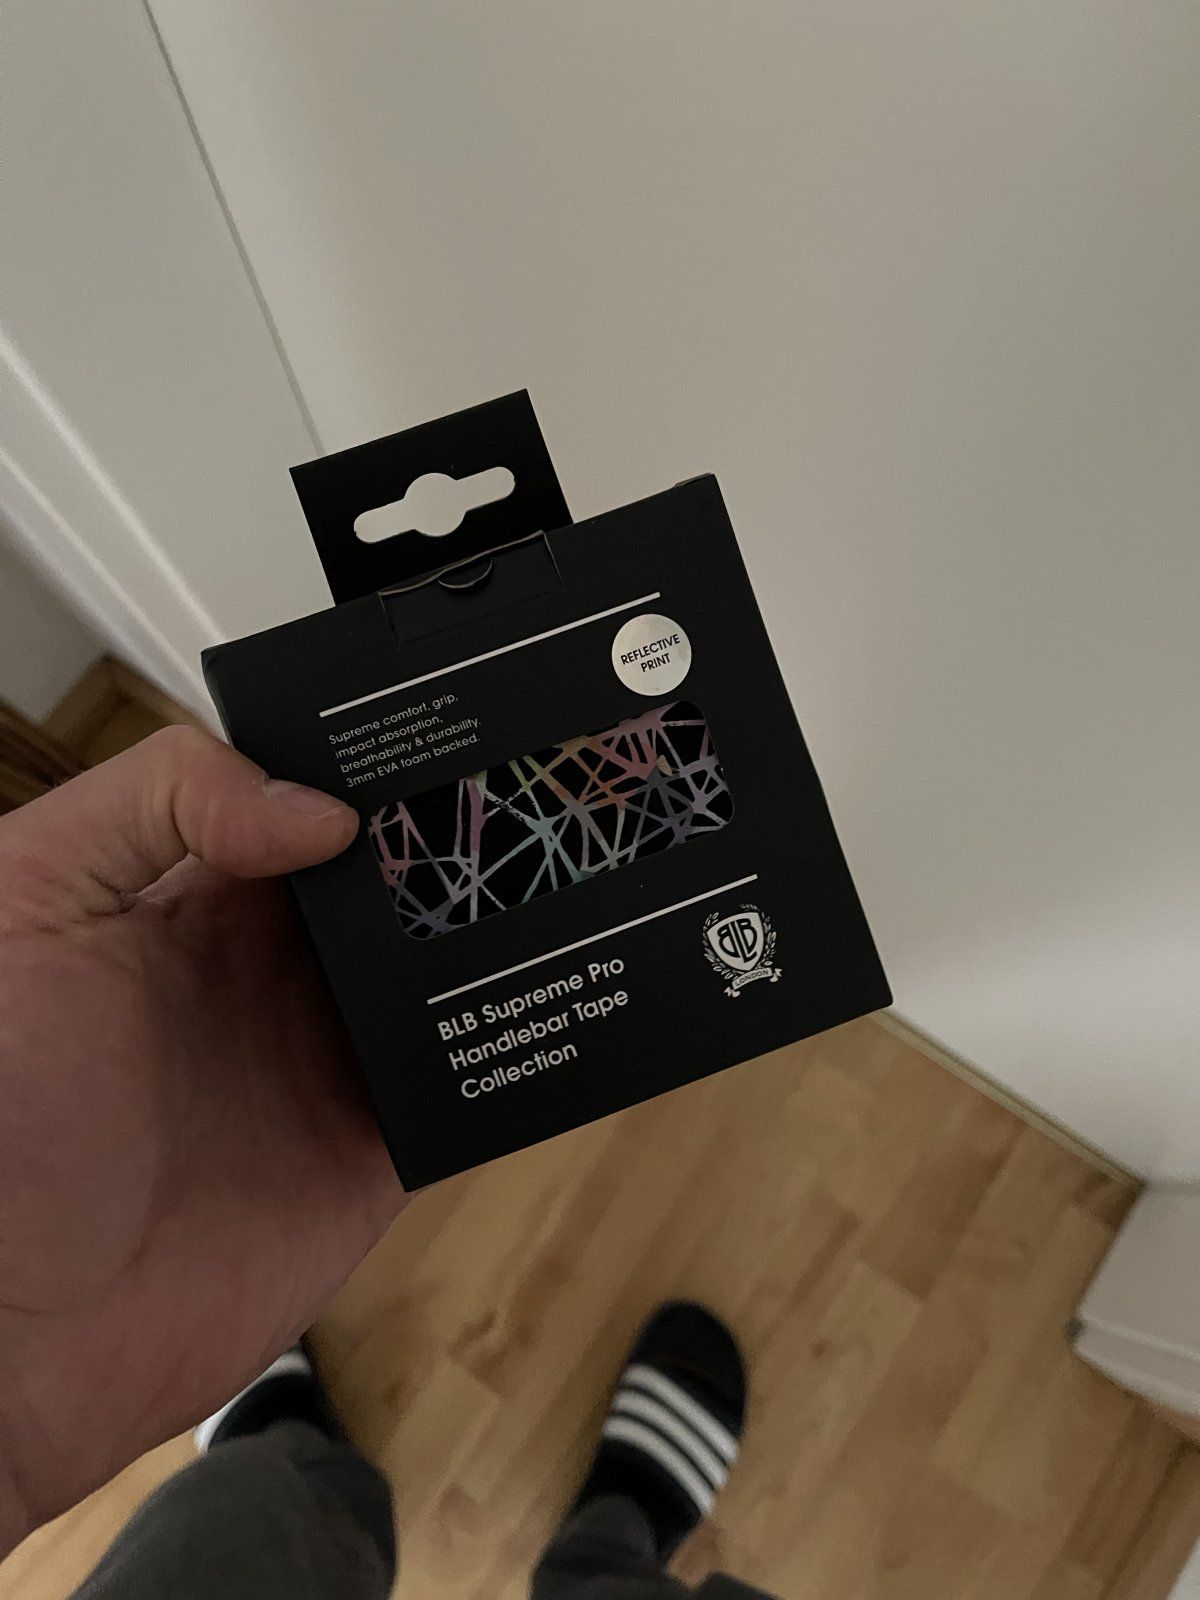 REFLECTIVE
PRINT
Supreme comfort, grip,
impact absorption,
breathability & durability.
3mm EVA foam backed.
BLB Supreme Pro
Handlebar Tape
Collection
BLB
LONDON